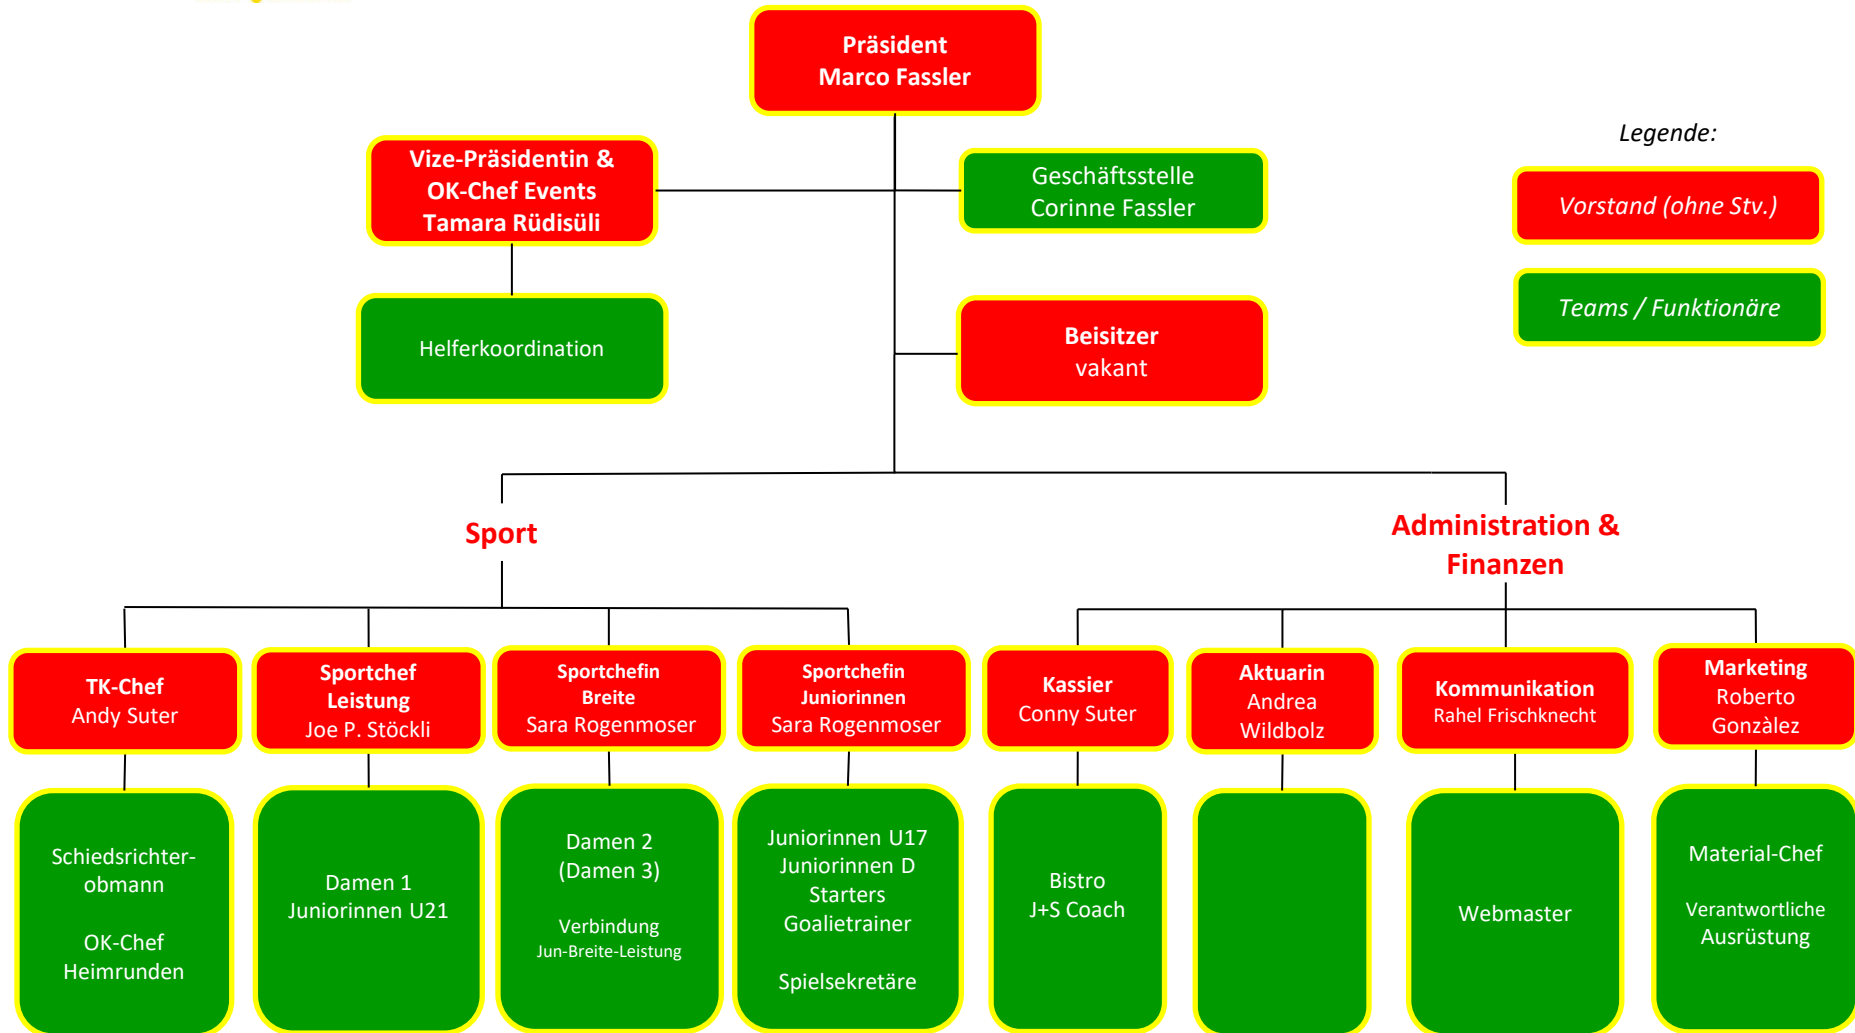 Präsident
Marco Fassler
Vize-Präsidentin &
OK-Chef Events
Tamara Rüdisüli
Geschäftsstelle
Corinne Fassler
Legende:
Vorstand (ohne Stv.)
Teams / Funktionäre
Helferkoordination
Beisitzer
vakant
Sport
Administration &
Finanzen
TK-Chef
Andy Suter
Sportchef
Leistung
Joe P. Stöckli
Sportchefin
Breite
Sara Rogenmoser
Sportchefin
Juniorinnen
Sara Rogenmoser
Kassier
Conny Suter
Aktuarin
Andrea
Wildbolz
Kommunikation
Rahel Frischknecht
Marketing
Roberto
Gonzàlez
Schiedsrichter-
obmann
OK-Chef
Heimrunden
Damen 1
Juniorinnen U21
Damen 2
(Damen 3)
Verbindung
Jun-Breite-Leistung
Juniorinnen U17
Juniorinnen D
Starters
Goalietrainer
Spielsekretäre
Bistro
J+S Coach
Webmaster
Material-Chef
Verantwortliche
Ausrüstung